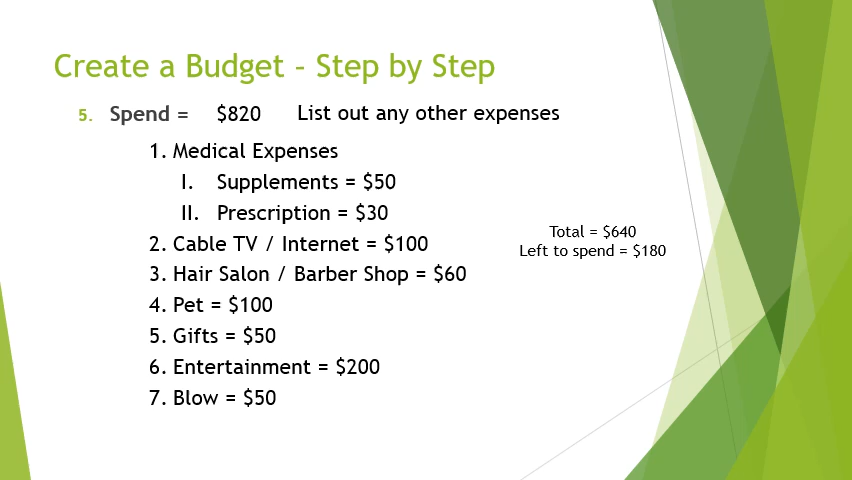 Create a Budget – Step by Step
5. Spend = $820 List out any other expenses
1. Medical Expenses
I. Supplements = $50
II. Prescription = $30
2. Cable TV / Internet = $100
3. Hair Salon / Barber Shop = $60
4. Pet = $100
5. Gifts = $50
6. Entertainment = $200
7. Blow = $50
Total = $640
Left to spend = $180